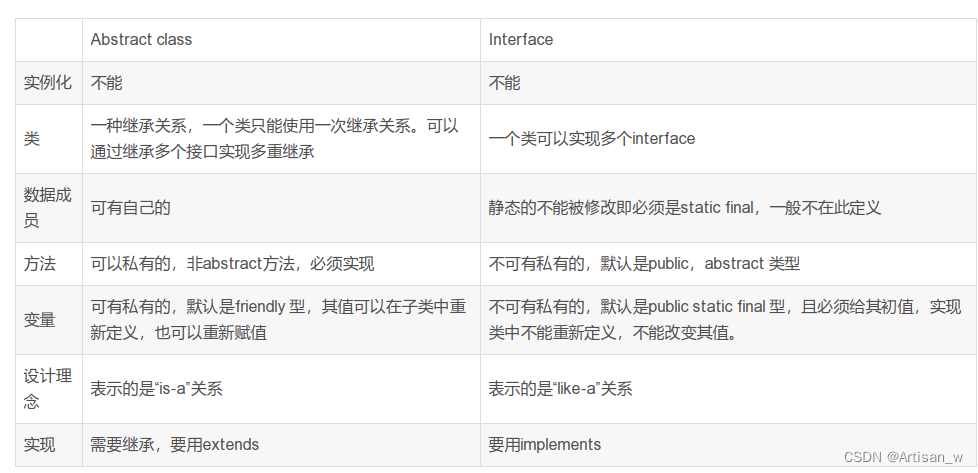 Abstract class Interface
实例化 不能 不能
类 一种继承关系，一个类只能使用一次继承关系。可以
通过继承多个接口实现多重继承 一个类可以实现多个interface
数据成
员 可有自己的 静态的不能被修改即必须是static final，一般不在此定义
方法 可以私有的，非abstract方法，必须实现 不可有私有的，默认是public，abstract 类型
变量 可有私有的，默认是friendly 型，其值可以在子类中重
新定义，也可以重新赋值 不可有私有的，默认是public static final 型，且必须给其初值，实现
类中不能重新定义，不能改变其值。
设计理
念 表示的是“is-a”关系 表示的是“like-a”关系
实现 需要继承，要用extends 要用implements
CSDN @Artisan_w